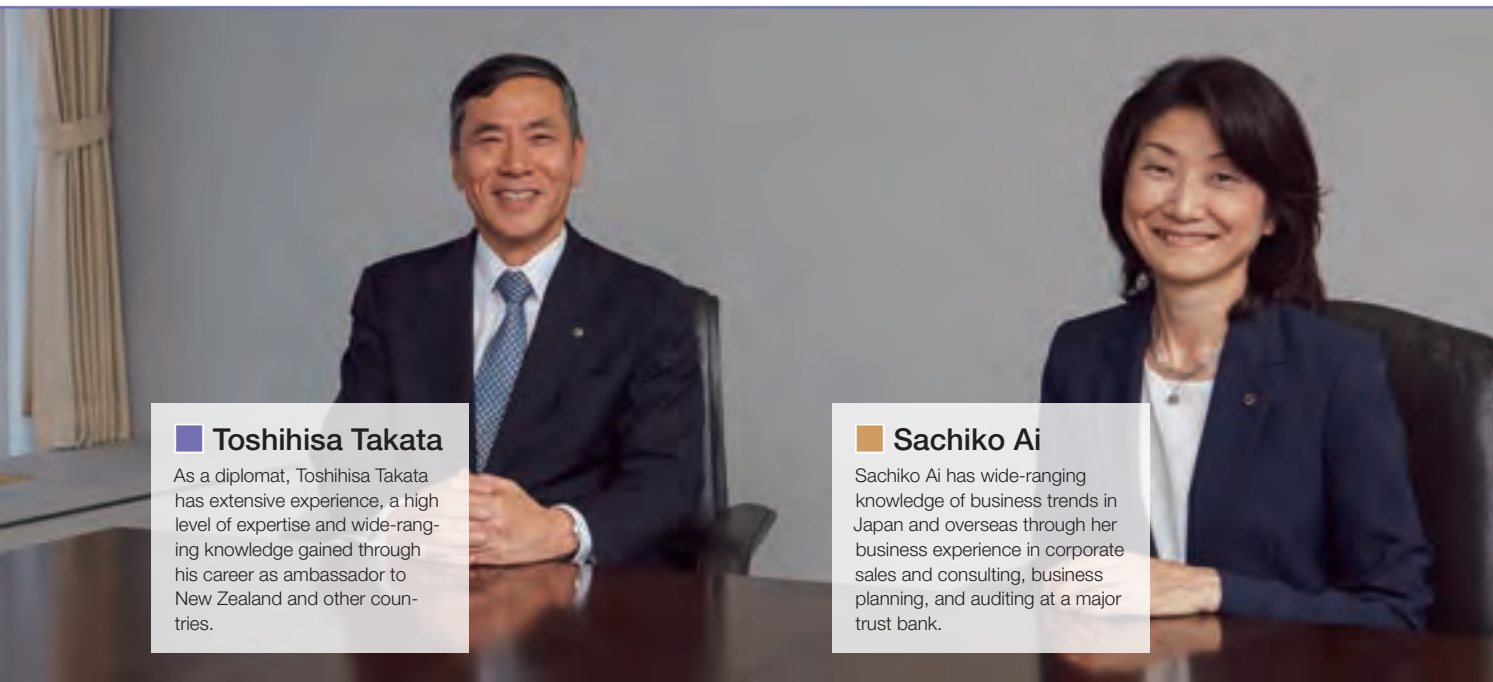 Toshihisa Takata
As a diplomat, Toshihisa Takata
has extensive experience, a high
level of expertise and wide-rang-
ing knowledge gained through
his career as ambassador to
New Zealand and other coun-
tries.
Sachiko Ai
Sachiko Ai has wide-ranging
knowledge of business trends in
Japan and overseas through her
business experience in corporate
sales and consulting, business
planning, and auditing at a major
trust bank.